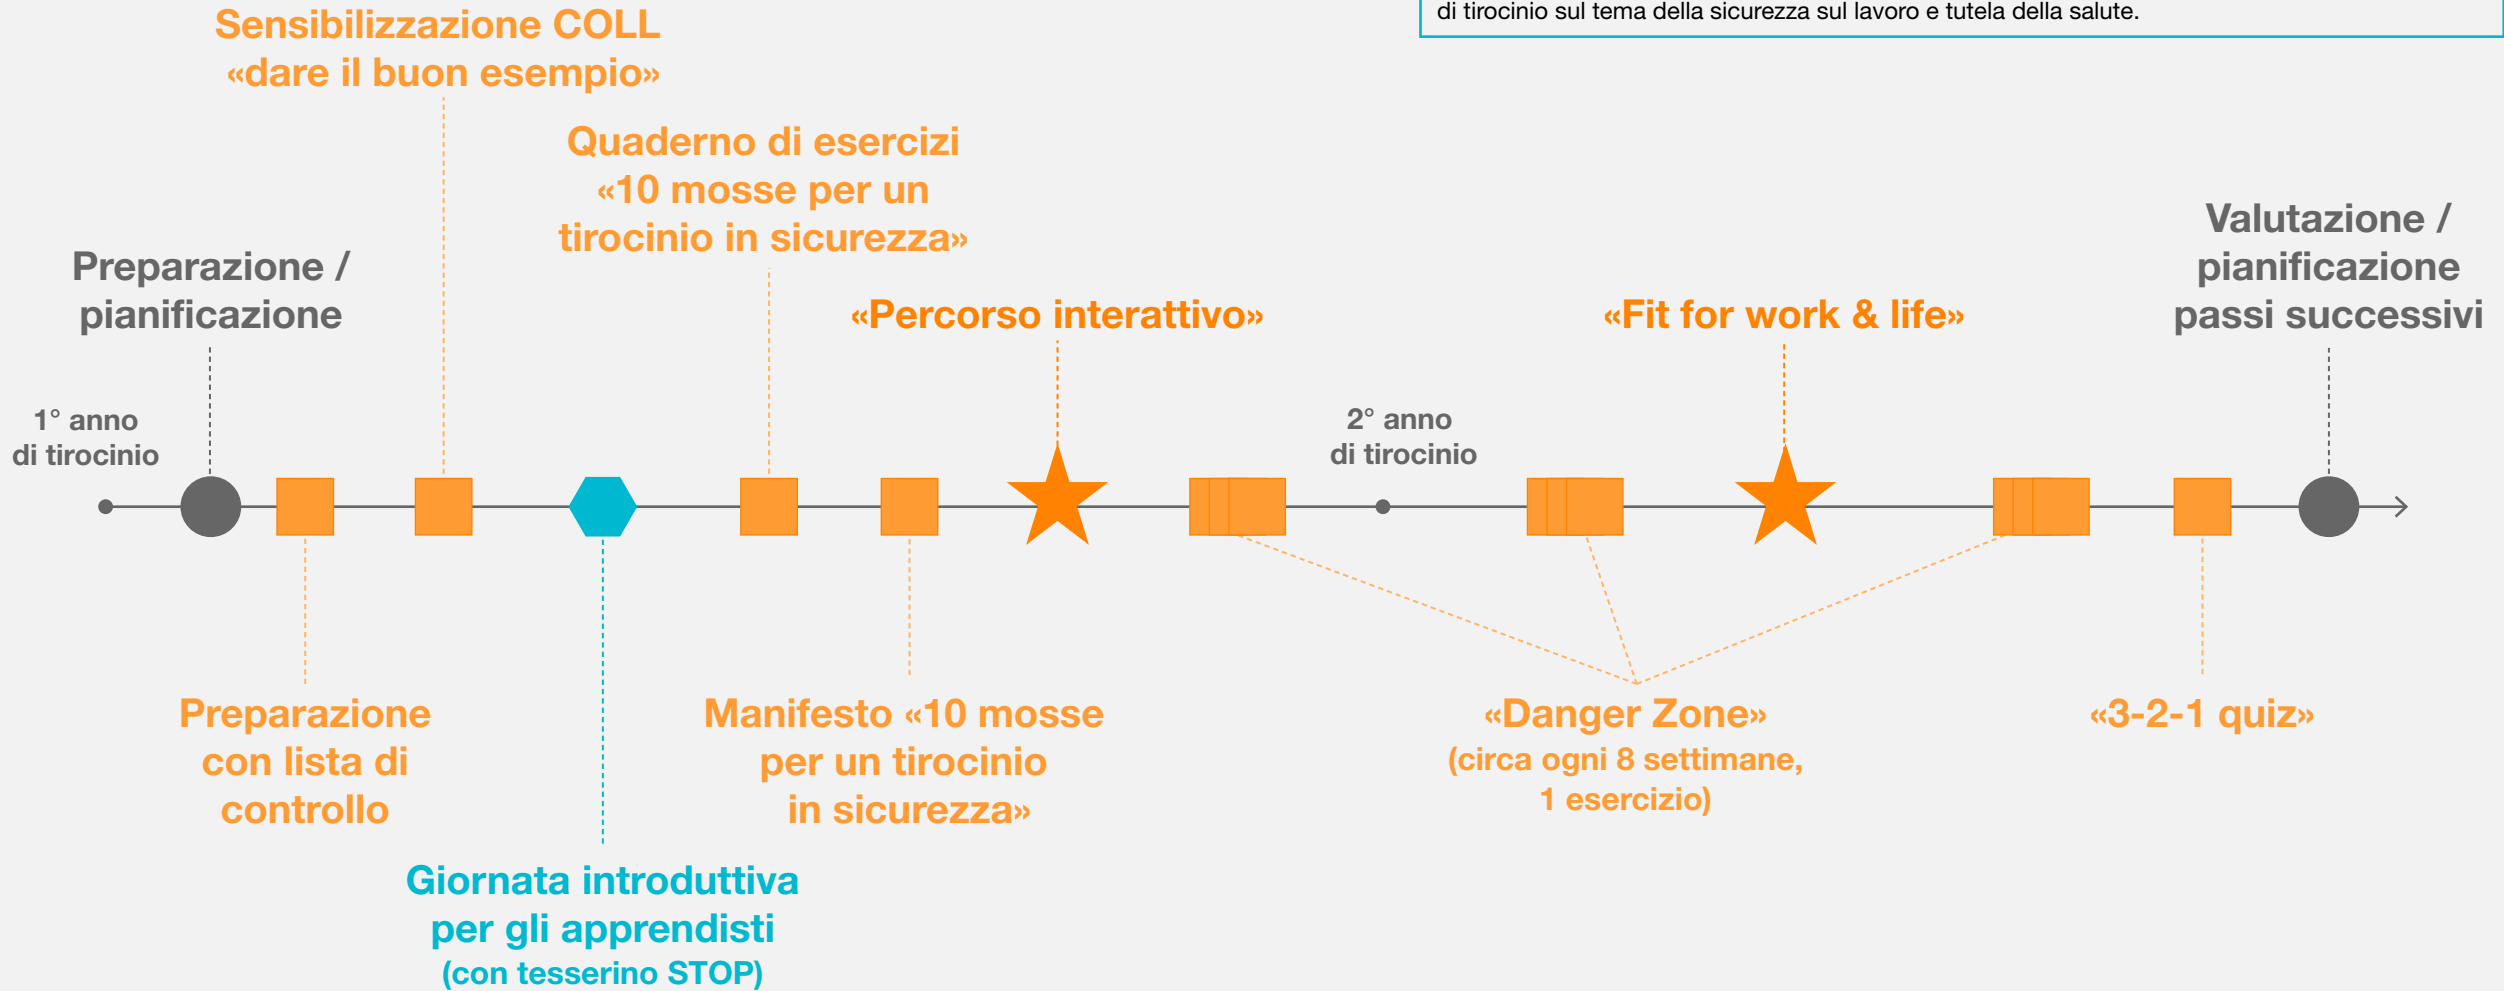 di tirocinio sul tema della sicurezza sul lavoro e tutela della salute.
Sensibilizzazione COLL
«dare il buon esempio»
Quaderno di esercizi
«10 mosse per un
tirocinio in sicurezza»
Preparazione /
pianificazione
«Percorso interattivo»
«Fit for work & life»
Valutazione /
pianificazione
passi successivi
1° anno
di tirocinio
2° anno
di tirocinio
Preparazione
con lista di
controllo
Manifesto «10 mosse
per un tirocinio
in sicurezza»
«Danger Zone»
(circa ogni 8 settimane,
1 esercizio)
«3-2-1 quiz»
Giornata introduttiva
per gli apprendisti
(con tesserino STOP)